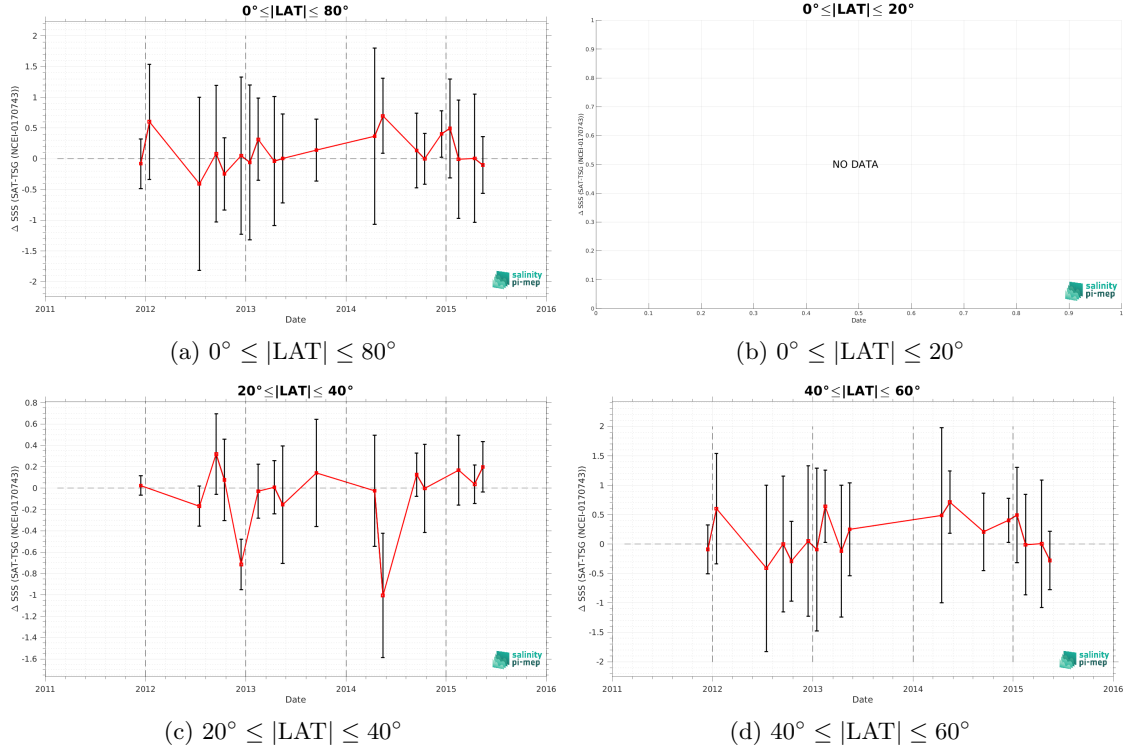 0°≤|LAT|≤ 80°
Δ SSS (SAT-TSG (NCEI-0170743))
1.5
1
0.5
0
-0.5
-1
-1.5
-2
2011
2012
2013
2014
2015
2016
Date
salinity
pi-mep
(a) 0° ≤ |LAT| ≤ 80°
0°≤|LAT|≤ 20°
Δ SSS (SAT-TSG (NCEI-0170743))
1
0.9
0.8
0.7
0.6
0.5
0.4
0.3
0.2
0.1
0
NO DATA
0
0.1
0.2
0.3
0.4
0.5
0.6
0.7
0.8
0.9
1
Date
salinity
pi-mep
(b) 0° ≤ |LAT| ≤ 20°
20°≤|LAT|≤ 40°
Δ SSS (SAT-TSG (NCEI-0170743))
0.8
0.6
0.4
0.2
0
-0.2
-0.4
-0.6
-0.8
-1
-1.2
-1.4
-1.6
2011
2012
2013
2014
2015
2016
Date
salinity
pi-mep
(c) 20° ≤ |LAT| ≤ 40°
40°≤|LAT|≤ 60°
Δ SSS (SAT-TSG (NCEI-0170743))
2
1.5
1
0.5
0
-0.5
-1
-1.5
-2
2011
2012
2013
2014
2015
2016
Date
salinity
pi-mep
(d) 40° ≤ |LAT| ≤ 60°